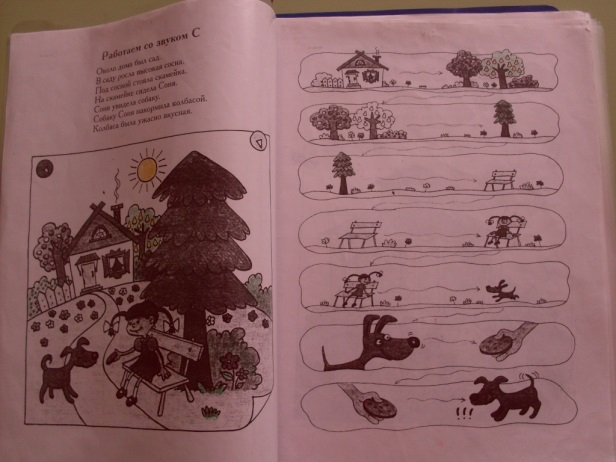 Работаем со звуком С
Около дома был сад.
В саду росла высокая сосна.
Под сосной стояла скамейка.
На скамейке сидела Соня.
Соня увидела собаку.
Собаку Соня накормила колбасой.
Колбаса была ужасно вкусная.
!!!